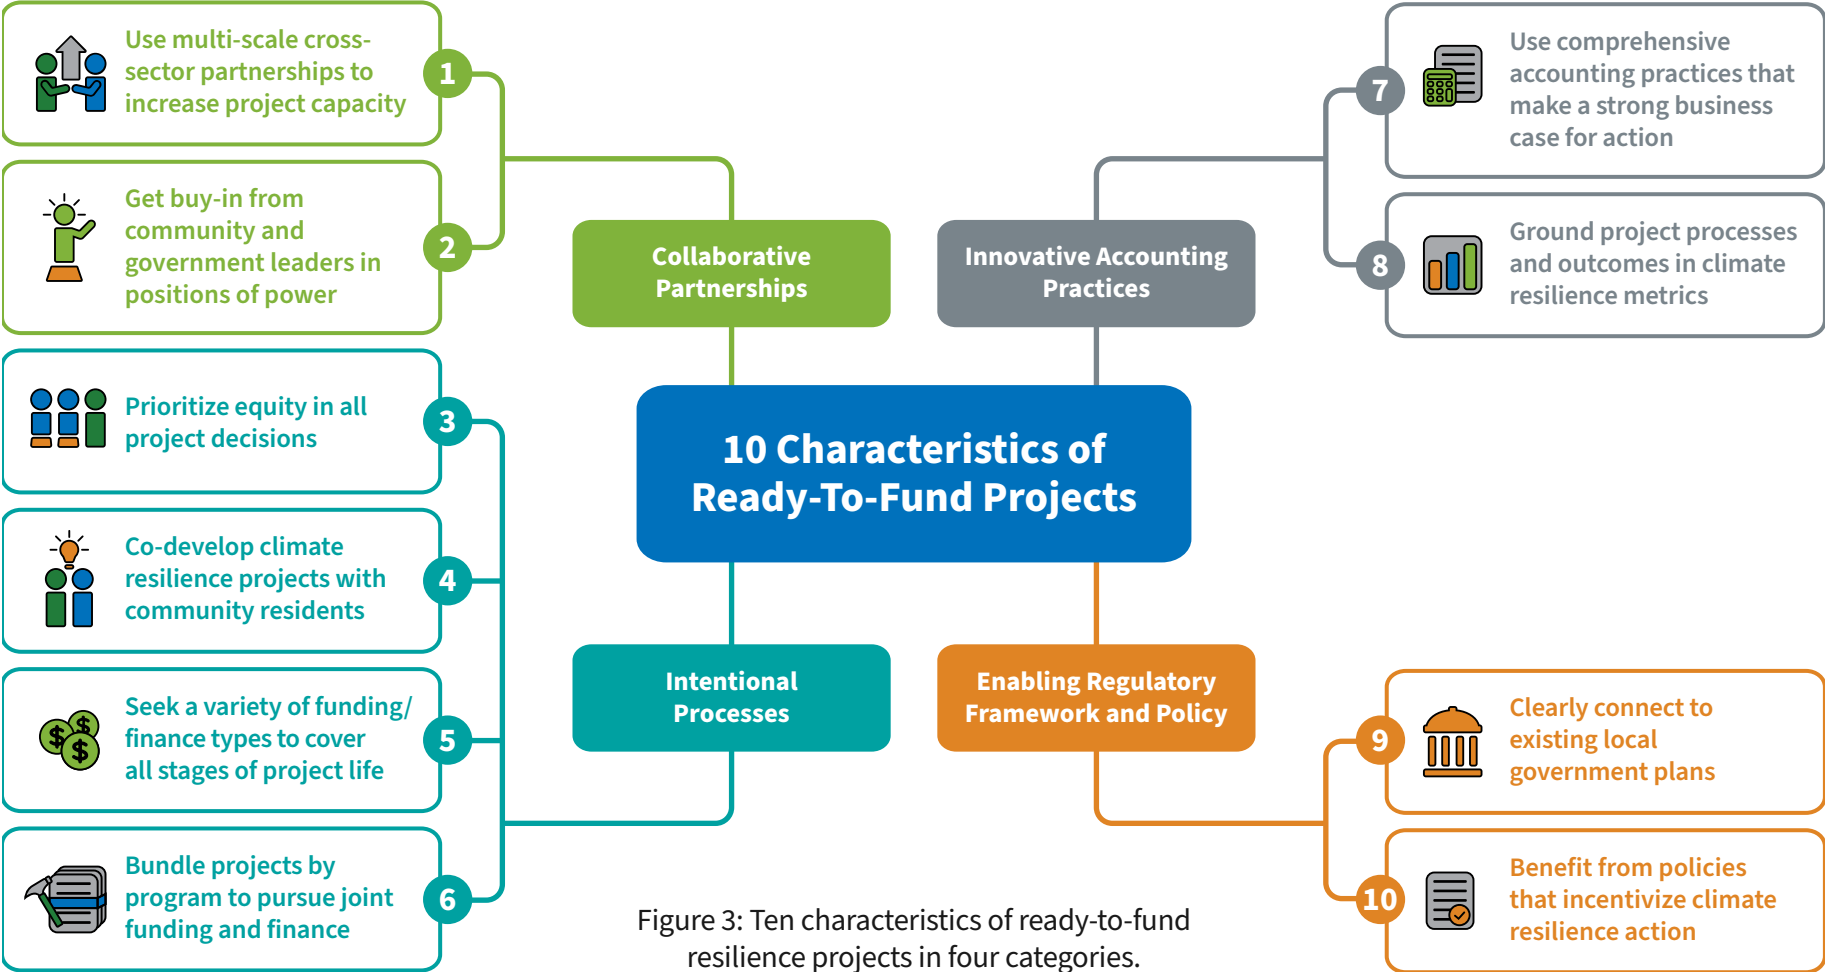 Use multi-scale cross-
sector partnerships to
increase project capacity
1
Get buy-in from
community and
government leaders in
positions of power
2
Prioritize equity in all
project decisions
3
Co-develop climate
resilience projects with
community residents
4
Seek a variety of funding/
finance types to cover
all stages of project life
5
Bundle projects by
program to pursue joint
funding and finance
6
Collaborative
Partnerships
Innovative Accounting
Practices
10 Characteristics of
Ready-To-Fund Projects
Intentional
Processes
Enabling Regulatory
Framework and Policy
7
Use comprehensive
accounting practices that
make a strong business
case for action
8
Ground project processes
and outcomes in climate
resilience metrics
9
Clearly connect to
existing local
government plans
10
Benefit from policies
that incentivize climate
resilience action
$
$
$
Figure 3: Ten characteristics of ready-to-fund
resilience projects in four categories.